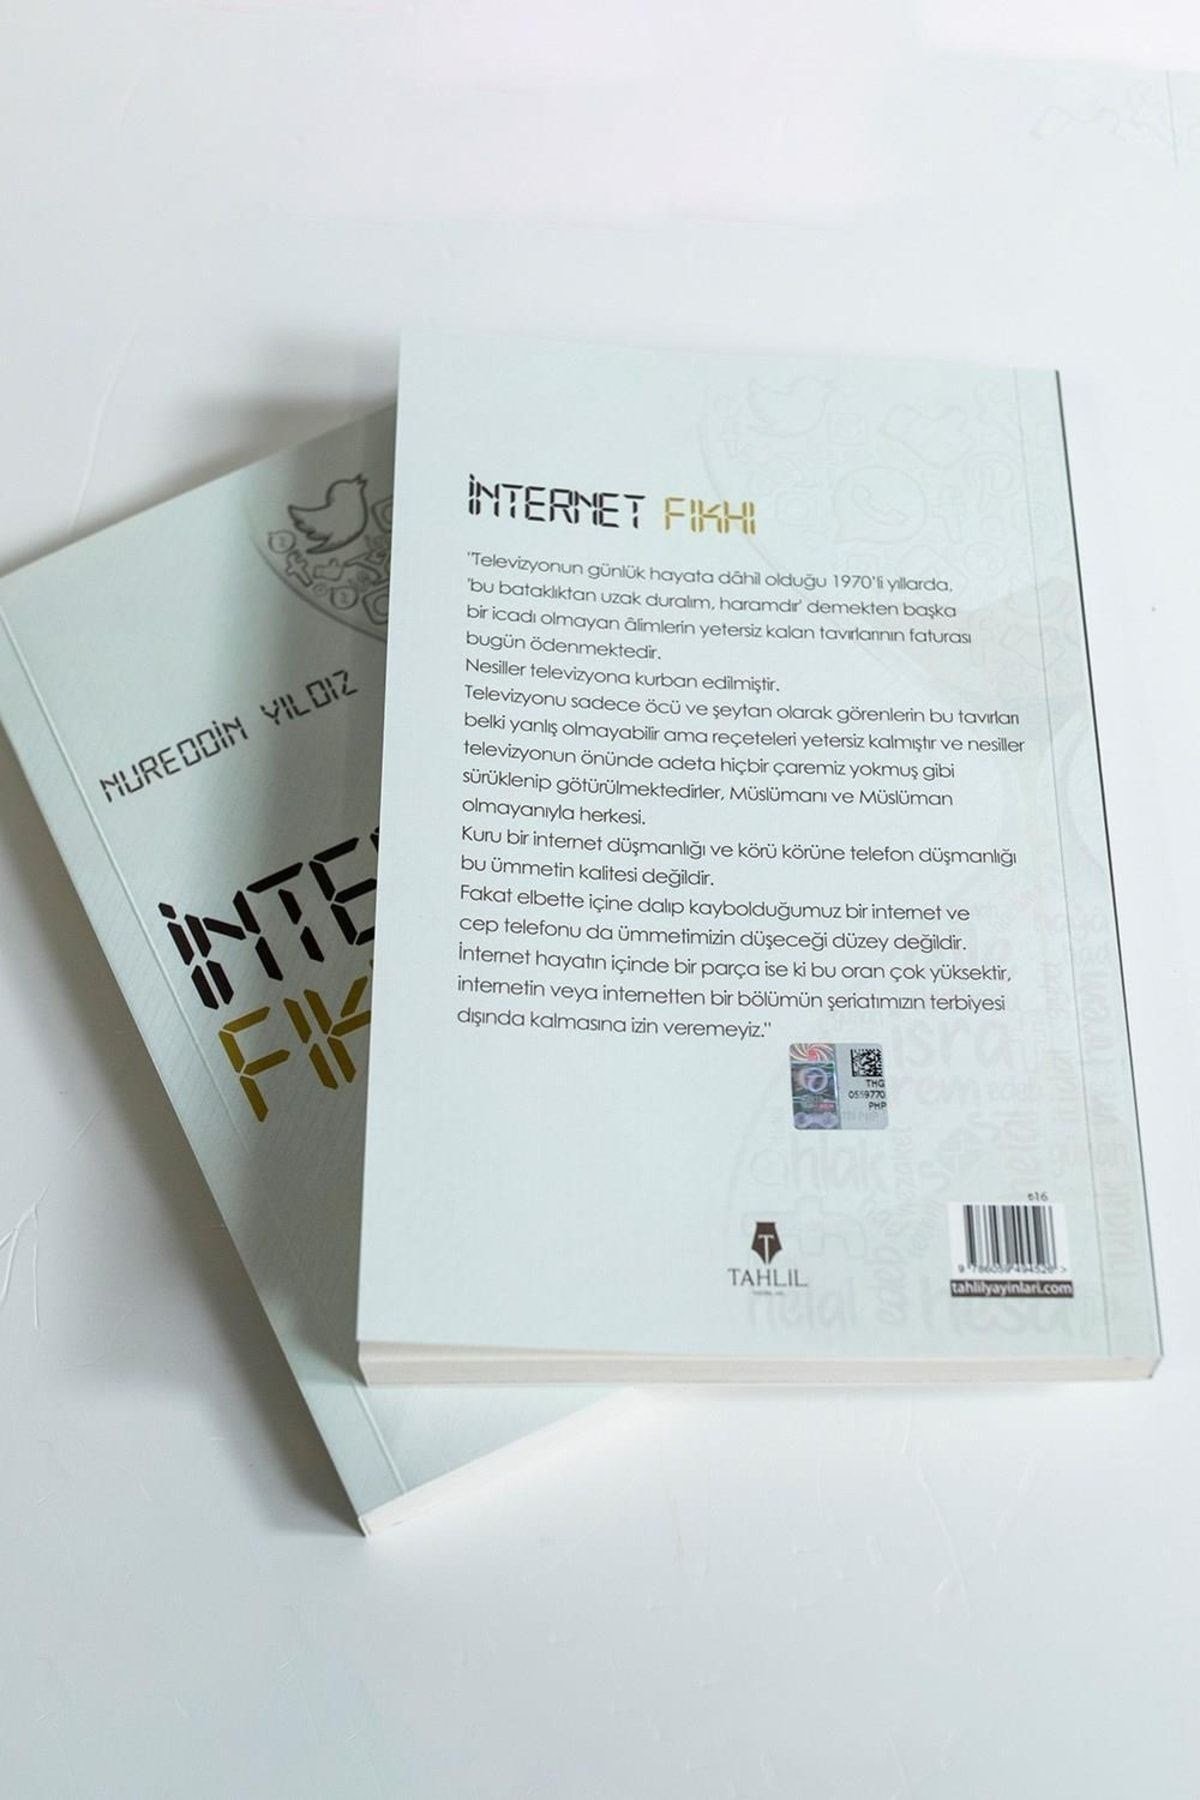 NUREDDİN YILDIZ
İNTERNET FIKHI
"Televizyonun günlük hayata dâhil olduğu 1970'li yıllarda,
'bu bataklıktan uzak duralım, haramdır' demekten başka
bir icadı olmayan âlimlerin yetersiz kalan tavırlarının faturası
bugün ödenmektedir.
Nesiller televizyona kurban edilmiştir.
Televizyonu sadece öcü ve şeytan olarak görenlerin bu tavırları
belki yanlış olmayabilir ama reçeteleri yetersiz kalmıştır ve nesiller
televizyonun önünde adeta hiçbir çaremiz yokmuş gibi
sürüklenip götürülmektedirler, Müslümanı ve Müslüman
olmayanıyla herkesi.
Kuru bir internet düşmanlığı ve körü körüne telefon düşmanlığı
bu ümmetin kalitesi değildir.
Fakat elbette içine dalıp kaybolduğumuz bir internet ve
cep telefonu da ümmetimizin düşeceği düzey değildir.
İnternet hayatın içinde bir parça ise ki bu oran çok yüksektir,
internetin veya internetten bir bölümün şeriatımızın terbiyesi
dışında kalmasına izin veremeyiz."
THG
0559770
PHP
616
TAHLİL
tahlilyayinlari.com